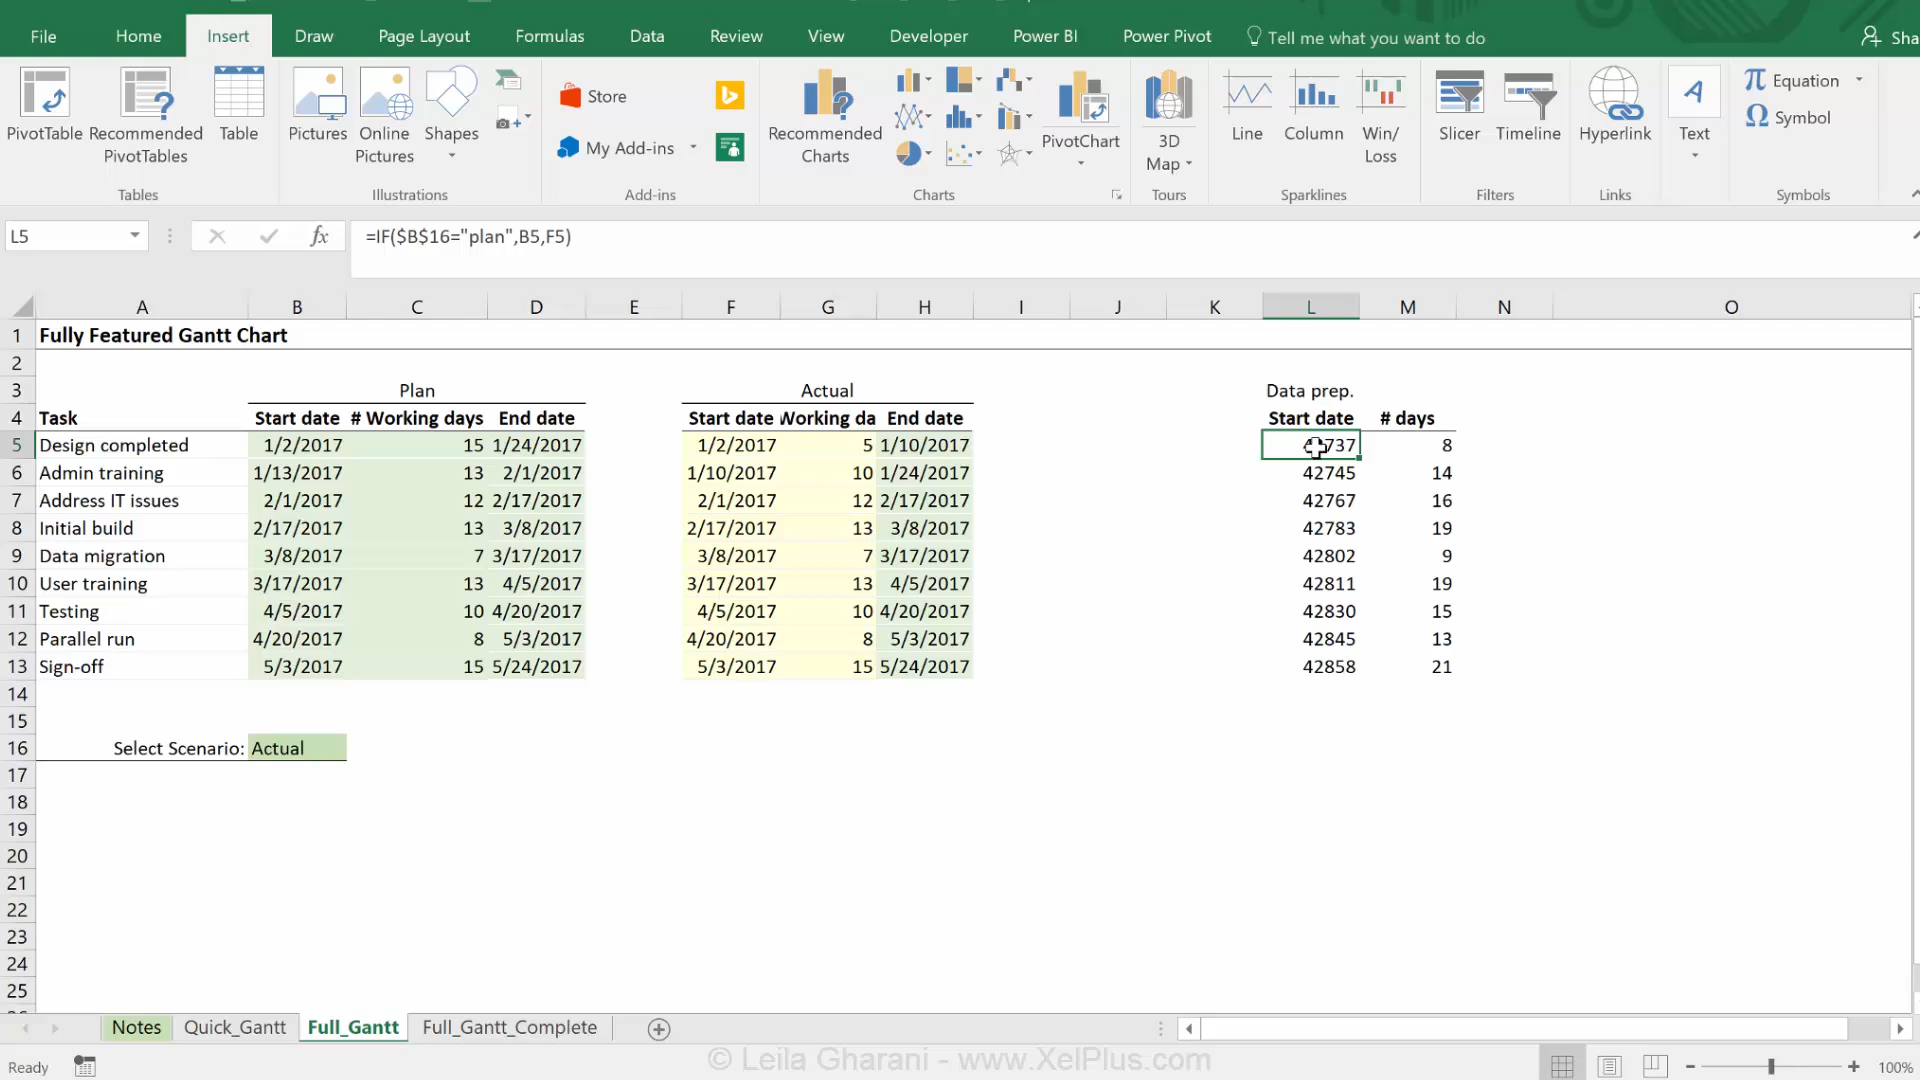 File Home Insert Draw Page Layout Formulas Data Review View Developer Power BI Power Pivot Tell me what you want to do Sha
PivotTable Recommended PivotTables Table
Tables
Pictures Online Pictures Shapes
Illustrations
Store
My Add-ins
Add-ins
Recommended Charts
PivotChart
Charts
3D Map
Tours
Line Column Win/Loss
Sparklines
Slicer Timeline
Filters
Hyperlink
Links
Text
Equation
Symbol
Symbols
L5 fx =IF($B$16="plan",B5,F5)
A B C D E F G H I J K L M N O
1 Fully Featured Gantt Chart
2
3 Plan Actual Data prep.
4 Task Start date # Working days End date Start date Working da End date Start date # days
5 Design completed 1/2/2017 15 1/24/2017 1/2/2017 5 1/10/2017 8
6 Admin training 1/13/2017 13 2/1/2017 1/10/2017 10 1/24/2017 42745 14
7 Address IT issues 2/1/2017 12 2/17/2017 2/1/2017 12 2/17/2017 42767 16
8 Initial build 2/17/2017 13 3/8/2017 2/17/2017 13 3/8/2017 42783 19
9 Data migration 3/8/2017 7 3/17/2017 3/8/2017 7 3/17/2017 42802 9
10 User training 3/17/2017 13 4/5/2017 3/17/2017 13 4/5/2017 42811 19
11 Testing 4/5/2017 10 4/20/2017 4/5/2017 10 4/20/2017 42830 15
12 Parallel run 4/20/2017 8 5/3/2017 4/20/2017 8 5/3/2017 42845 13
13 Sign-off 5/3/2017 15 5/24/2017 5/3/2017 15 5/24/2017 42858 21
14
15
16 Select Scenario: Actual
17
18
19
20
21
22
23
24
25
Notes Quick_Gantt Full_Gantt Full_Gantt_Complete
Ready © Leila Gharani - www.XelPlus.com 100%